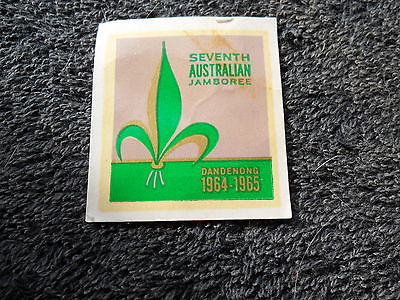 SEVENTH
AUSTRALIAN
JAMBOREE
DANDENONG
1964-1965